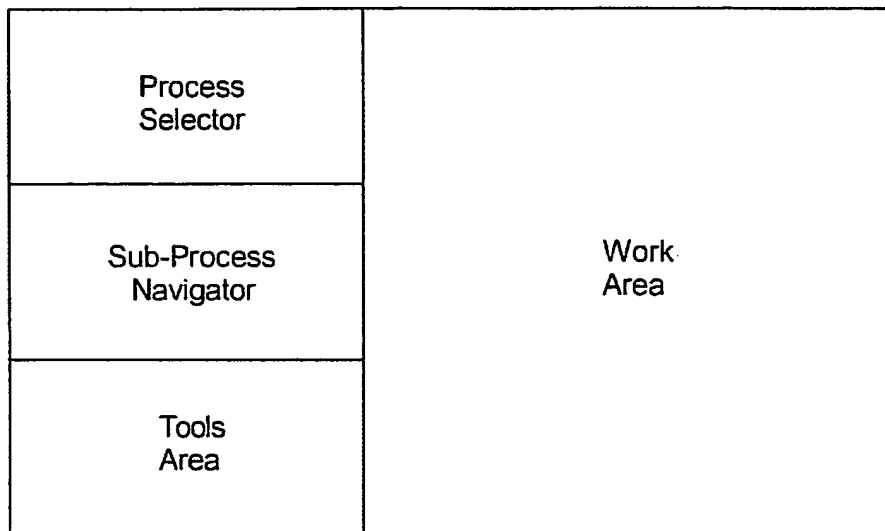 Process
Selector
Sub-Process
Navigator
Work
Area
Tools
Area